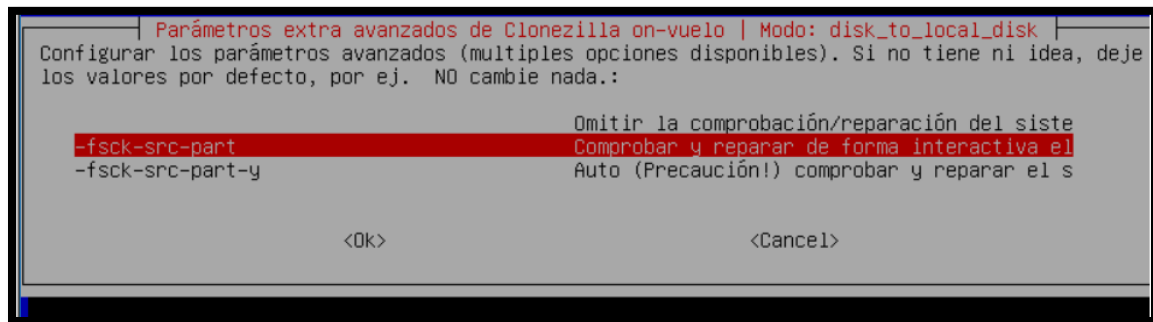 Parámetros extra avanzados de Clonezilla on-vuelo | Modo: disk_to_local_disk
Configurar los parámetros avanzados (multiples opciones disponibles). Si no tiene ni idea, deje
los valores por defecto, por ej.  NO cambie nada.:
Omitir la comprobación/reparación del siste
-fsck-src-part Comprobar y reparar de forma interactiva el
-fsck-src-part-y Auto (Precaución!) comprobar y reparar el s
<Ok> <Cancel>